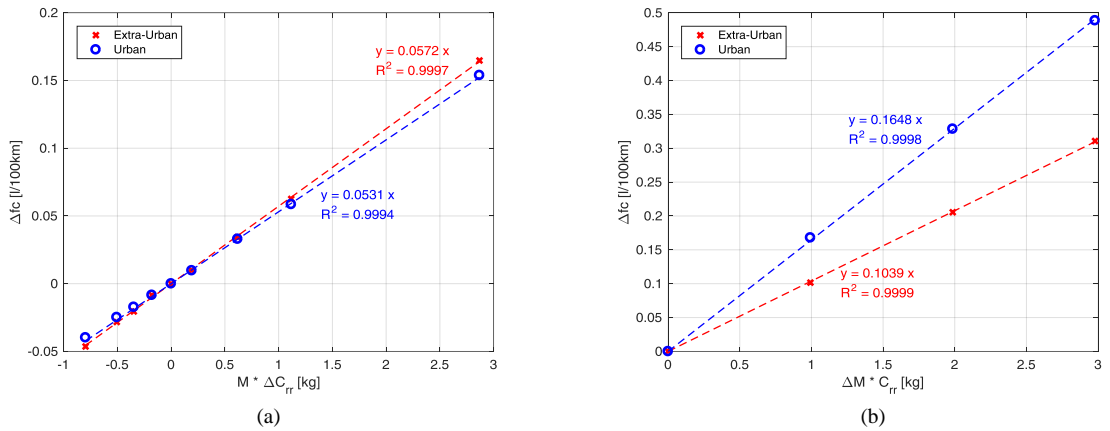 0.2
0.15
0.1
0.05
0
-0.05
-1
-0.5
0
0.5
1
1.5
2
2.5
3
Δfc [l/100km]
M * ΔC_rr [kg]
Extra-Urban
Urban
y = 0.0572 x
R² = 0.9997
y = 0.0531 x
R² = 0.9994
(a)
0.5
0.45
0.4
0.35
0.3
0.25
0.2
0.15
0.1
0.05
0
0
0.5
1
1.5
2
2.5
3
Δfc [l/100km]
ΔM * C_rr [kg]
Extra-Urban
Urban
y = 0.1648 x
R² = 0.9998
y = 0.1039 x
R² = 0.9999
(b)